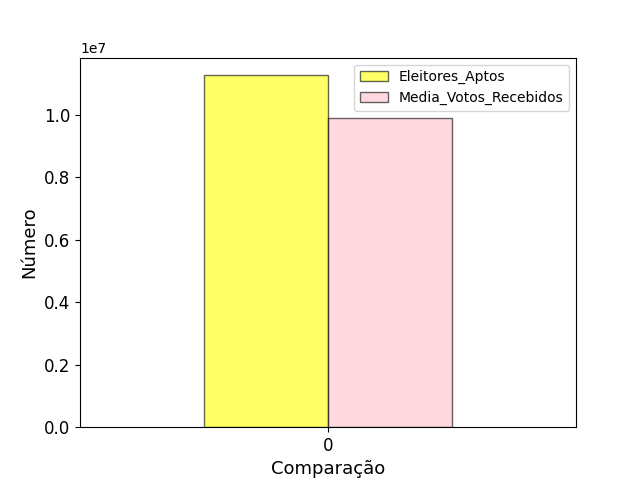 1e7
Eleitores_Aptos
Media_Votos_Recebidos
1.0
0.8
0.6
0.4
0.2
0.0
Número
0
Comparação